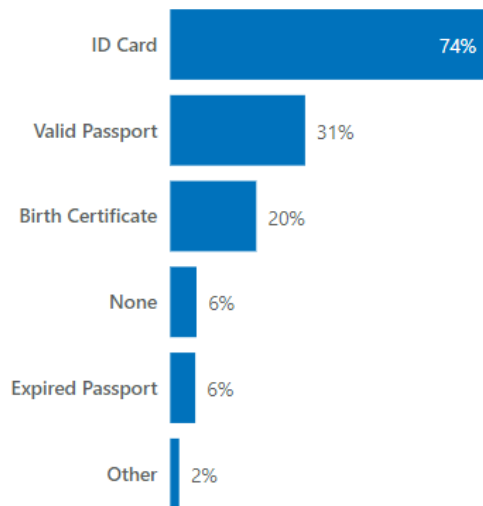 ID Card 74%
Valid Passport 31%
Birth Certificate 20%
None 6%
Expired Passport 6%
Other 2%